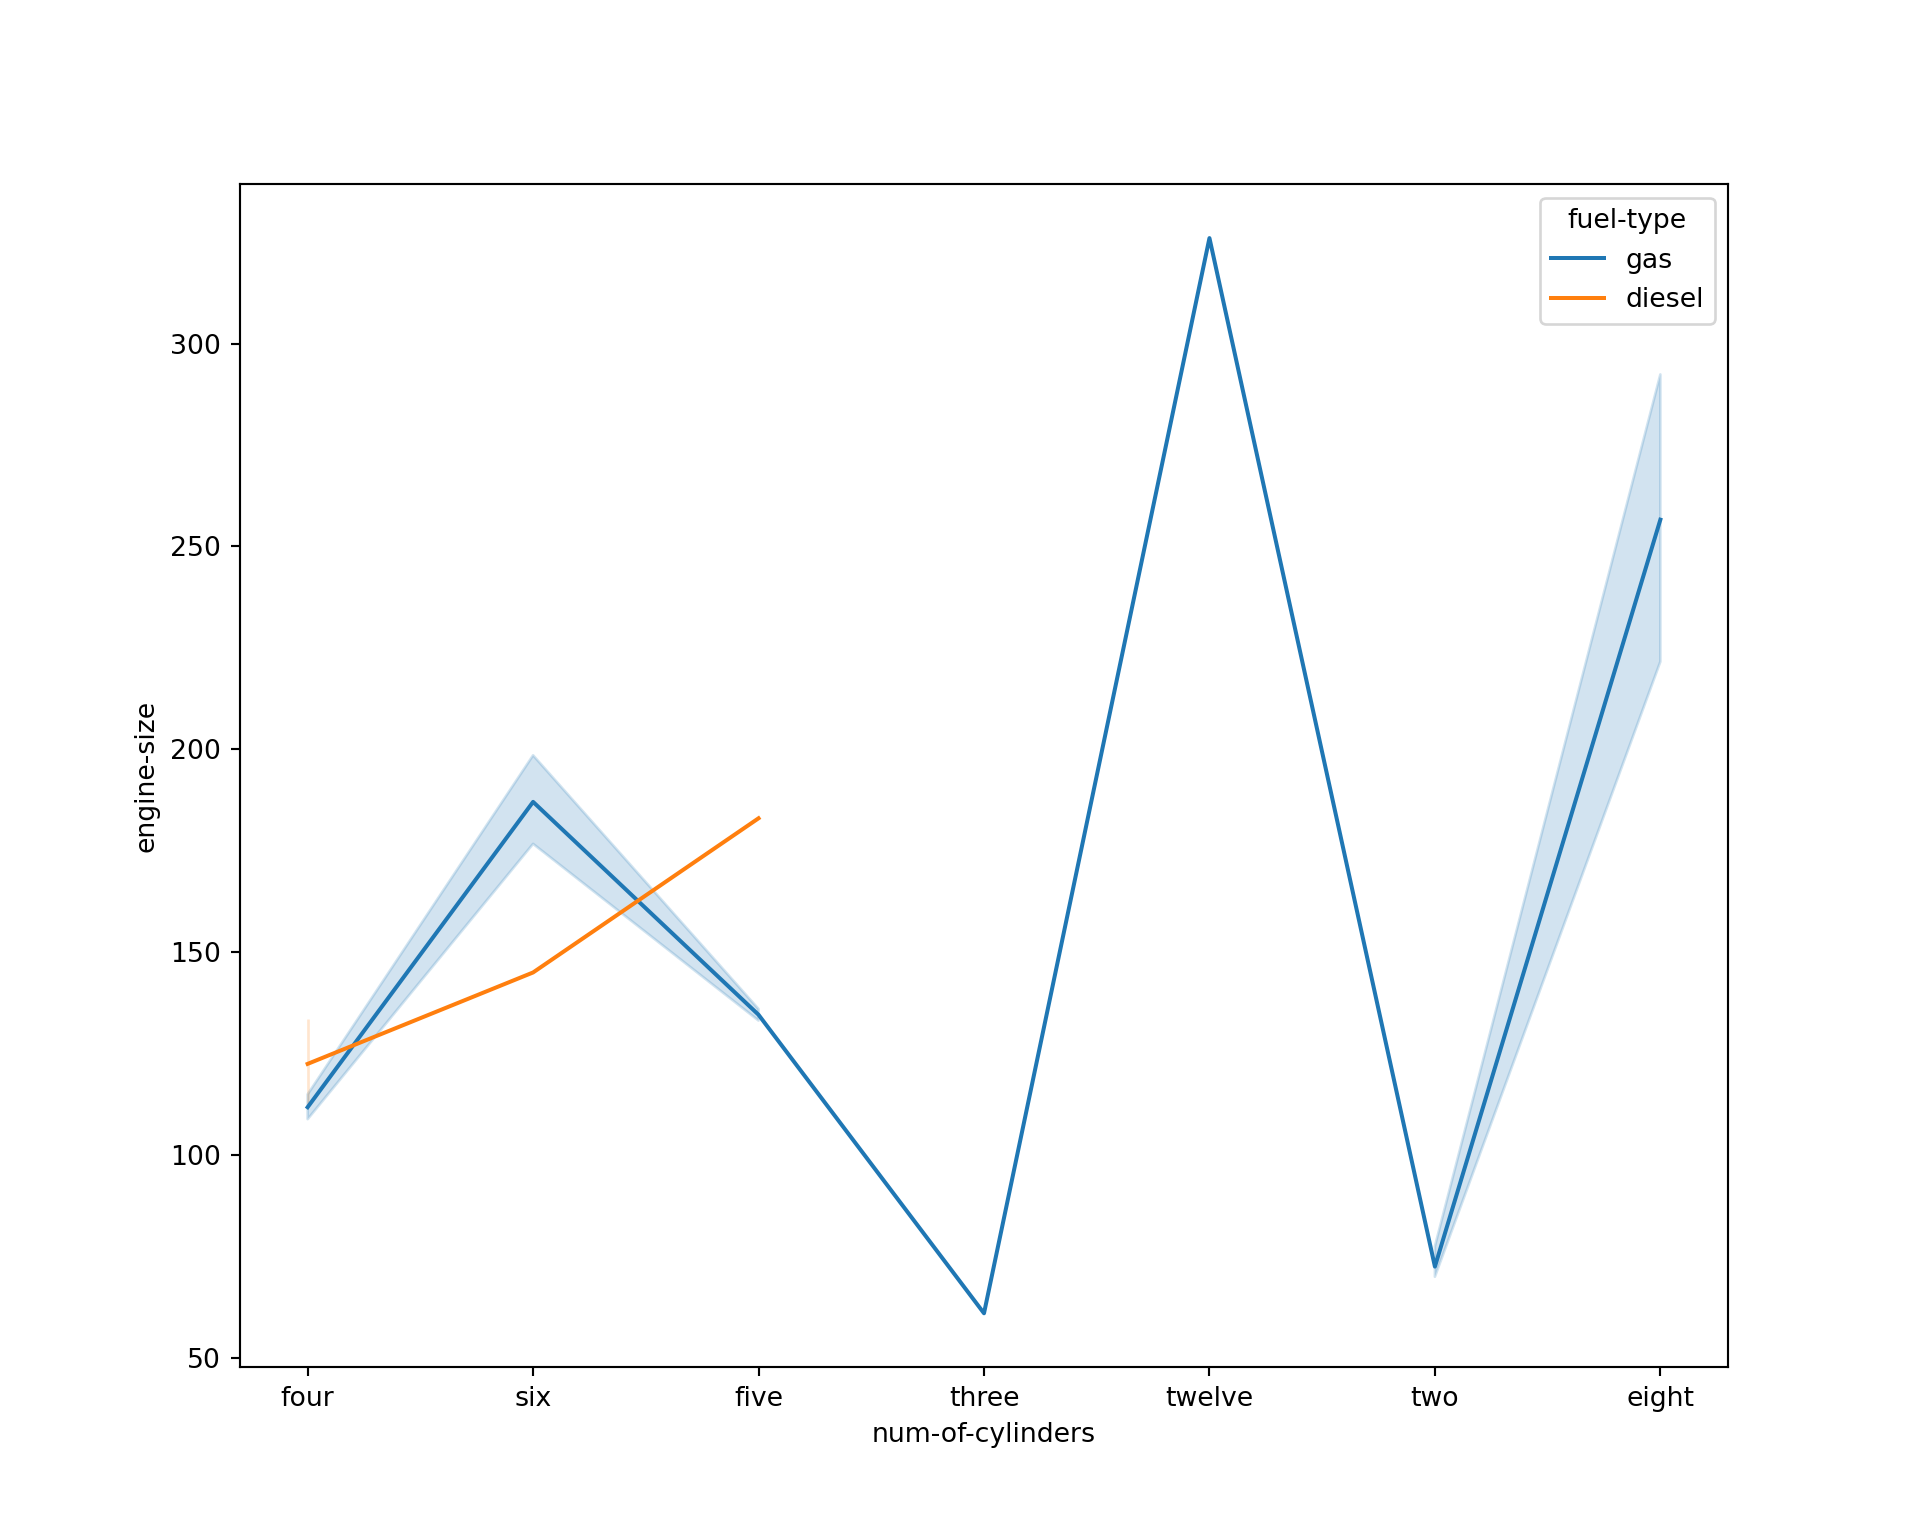 fuel-type
gas
diesel
300
250
200
150
100
50
engine-size
four six five three twelve two eight
num-of-cylinders